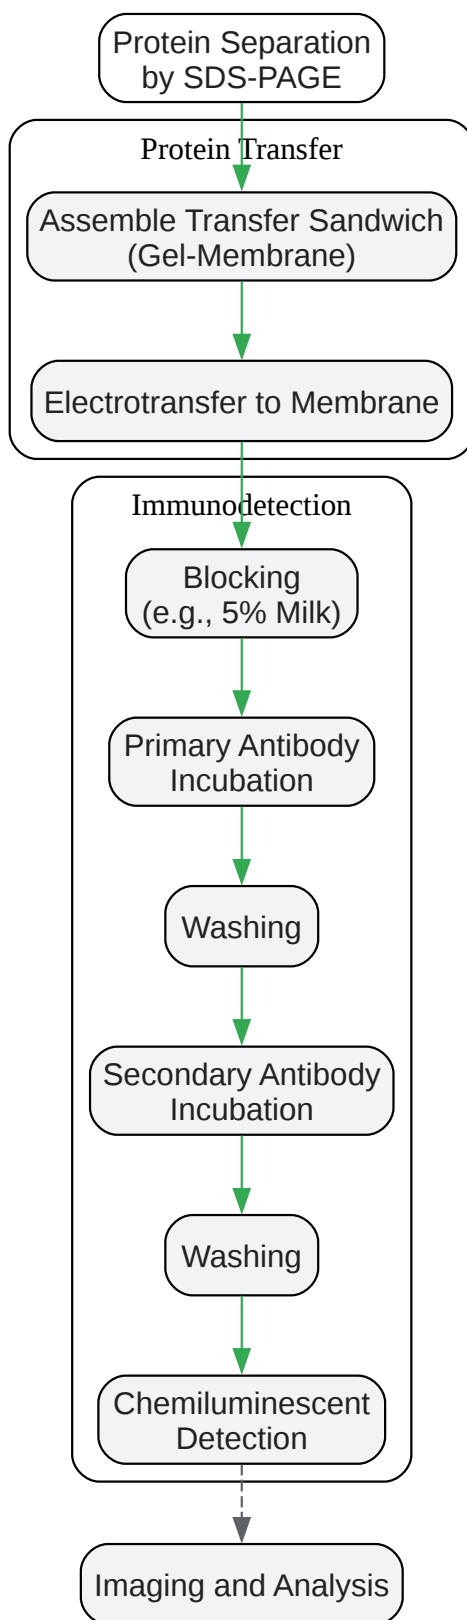 Protein Separation
by SDS-PAGE
Protein Transfer
Assemble Transfer Sandwich
(Gel-Membrane)
Electrotransfer to Membrane
Immunodetection
Blocking
(e.g., 5% Milk)
Primary Antibody
Incubation
Washing
Secondary Antibody
Incubation
Washing
Chemiluminescent
Detection
Imaging and Analysis